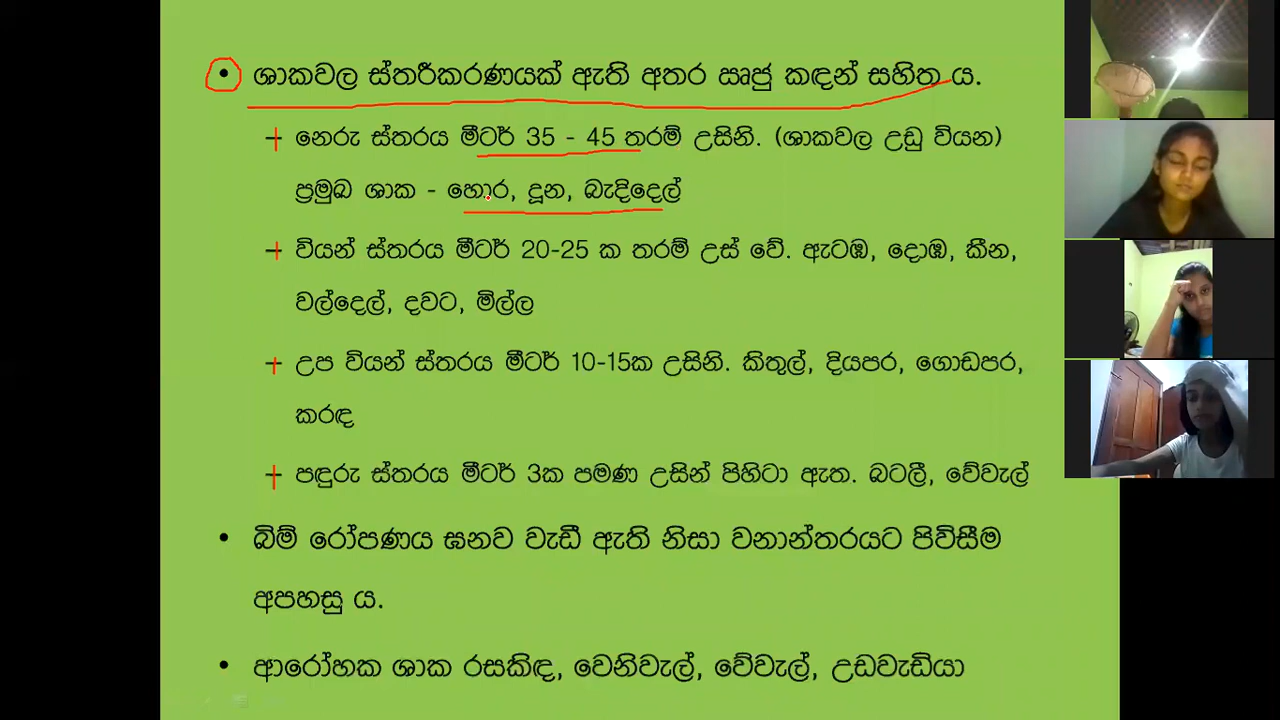 • ශාකවල ස්තරීකරණයක් ඇති අතර ඍජු කඳන් සහිත ය.
– නෙරු ස්තරය මීටර් 35 - 45 තරම් උසිනි. (ශාකවල උඩු වියන)
ප්‍රමුඛ ශාක - හොර, දූන, බැදිදෙල්
– වියන් ස්තරය මීටර් 20-25 ක තරම් උස් වේ. ඇටඹ, දොඹ, කීන,
වල්දෙල්, දවට, මිල්ල
– උප වියන් ස්තරය මීටර් 10-15ක උසිනි. කිතුල්, දියපර, ගොඩපර,
කරඳ
– පඳුරු ස්තරය මීටර් 3ක පමණ උසින් පිහිටා ඇත. බටලී, වේවැල්
• බිම් රෝපණය ඝනව වැඩී ඇති නිසා වනාන්තරයට පිවිසීම
අපහසු ය.
• ආරෝහක ශාක රසකිඳ, වෙනිවැල්, වේවැල්, උඩවැඩියා